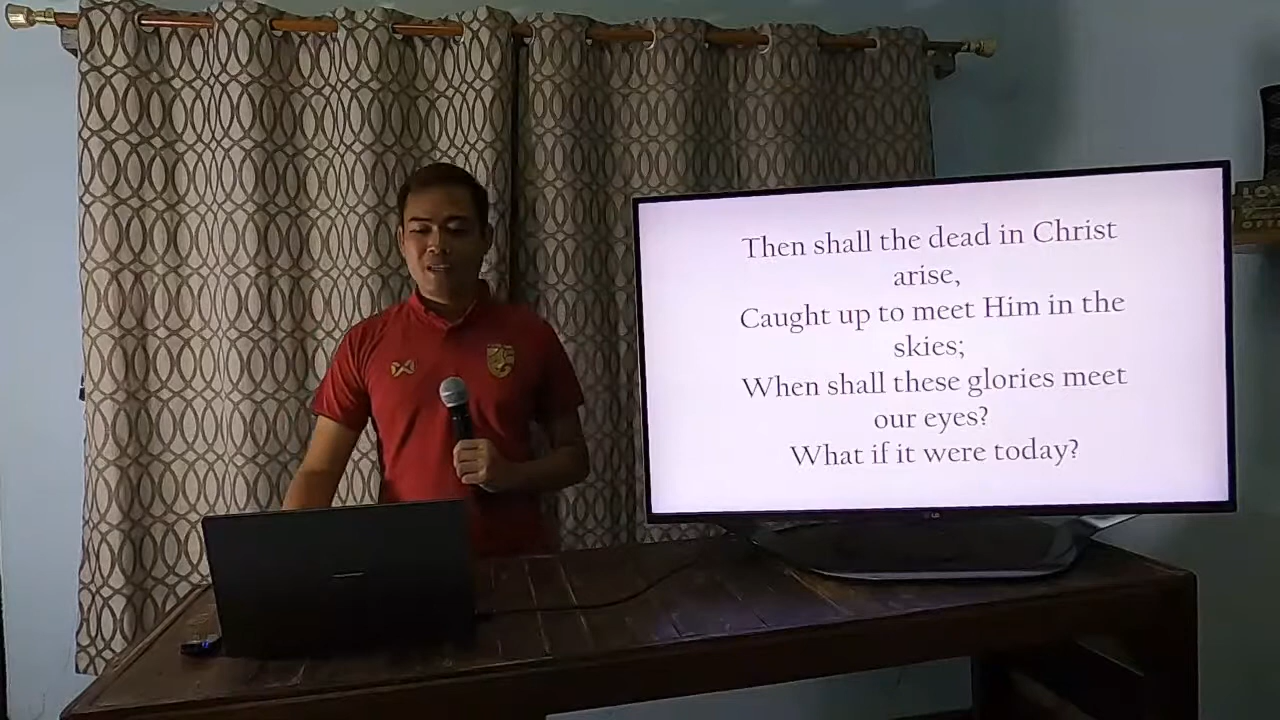 Then shall the dead in Christ
arise,
Caught up to meet Him in the
skies;
When shall these glories meet
our eyes?
What if it were today?
LG